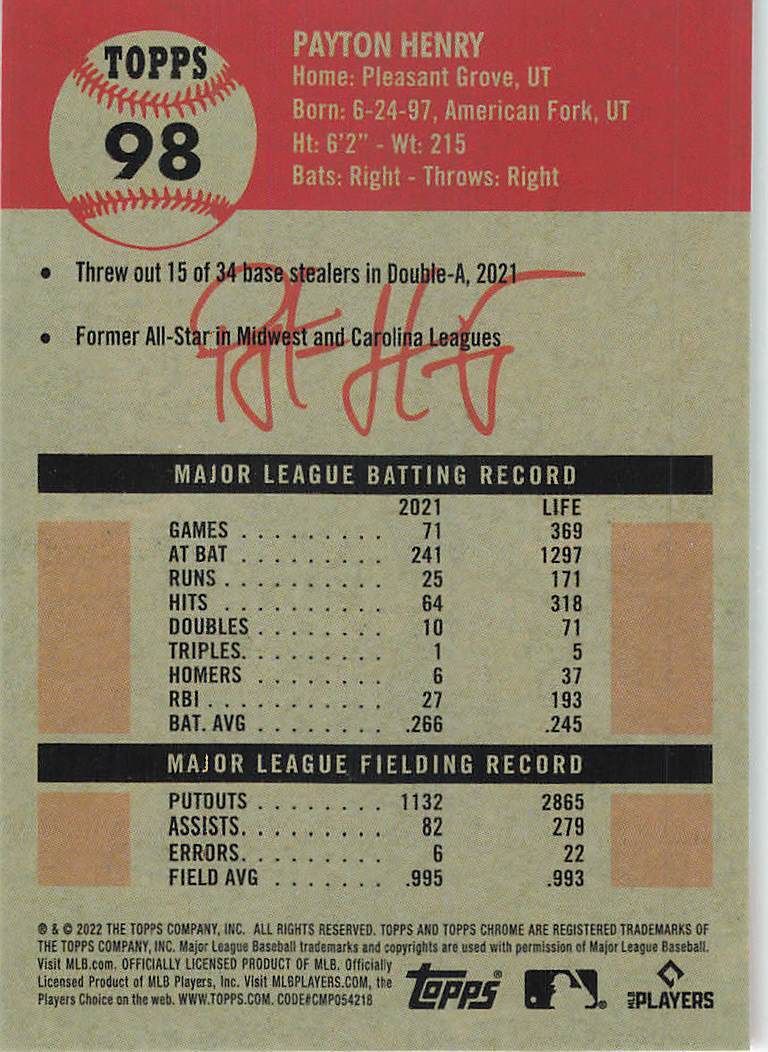 TOPPS
98
PAYTON HENRY
Home: Pleasant Grove, UT
Born: 6-24-97, American Fork, UT
Ht: 6'2" - Wt: 215
Bats: Right - Throws: Right
• Threw out 15 of 34 base stealers in Double-A, 2021
• Former All-Star in Midwest and Carolina Leagues
MAJOR LEAGUE BATTING RECORD
2021 LIFE
GAMES . . . . . . . . . 71 369
AT BAT . . . . . . . . . 241 1297
RUNS . . . . . . . . . . 25 171
HITS . . . . . . . . . . 64 318
DOUBLES . . . . . . . . 10 71
TRIPLES. . . . . . . . . 1 5
HOMERS . . . . . . . . 6 37
RBI . . . . . . . . . . . 27 193
BAT. AVG . . . . . . . . .266 .245
MAJOR LEAGUE FIELDING RECORD
PUTOUTS . . . . . . . . 1132 2865
ASSISTS. . . . . . . . . 82 279
ERRORS. . . . . . . . . 6 22
FIELD AVG . . . . . . . .995 .993
® & © 2022 THE TOPPS COMPANY, INC. ALL RIGHTS RESERVED. TOPPS AND TOPPS CHROME ARE REGISTERED TRADEMARKS OF
THE TOPPS COMPANY, INC. Major League Baseball trademarks and copyrights are used with permission of Major League Baseball.
Visit MLB.com. OFFICIALLY LICENSED PRODUCT OF MLB. Officially
Licensed Product of MLB Players, Inc. Visit MLBPLAYERS.COM, the
Players Choice on the web. WWW.TOPPS.COM. CODE#CMP054218
Topps®
MLB PLAYERS